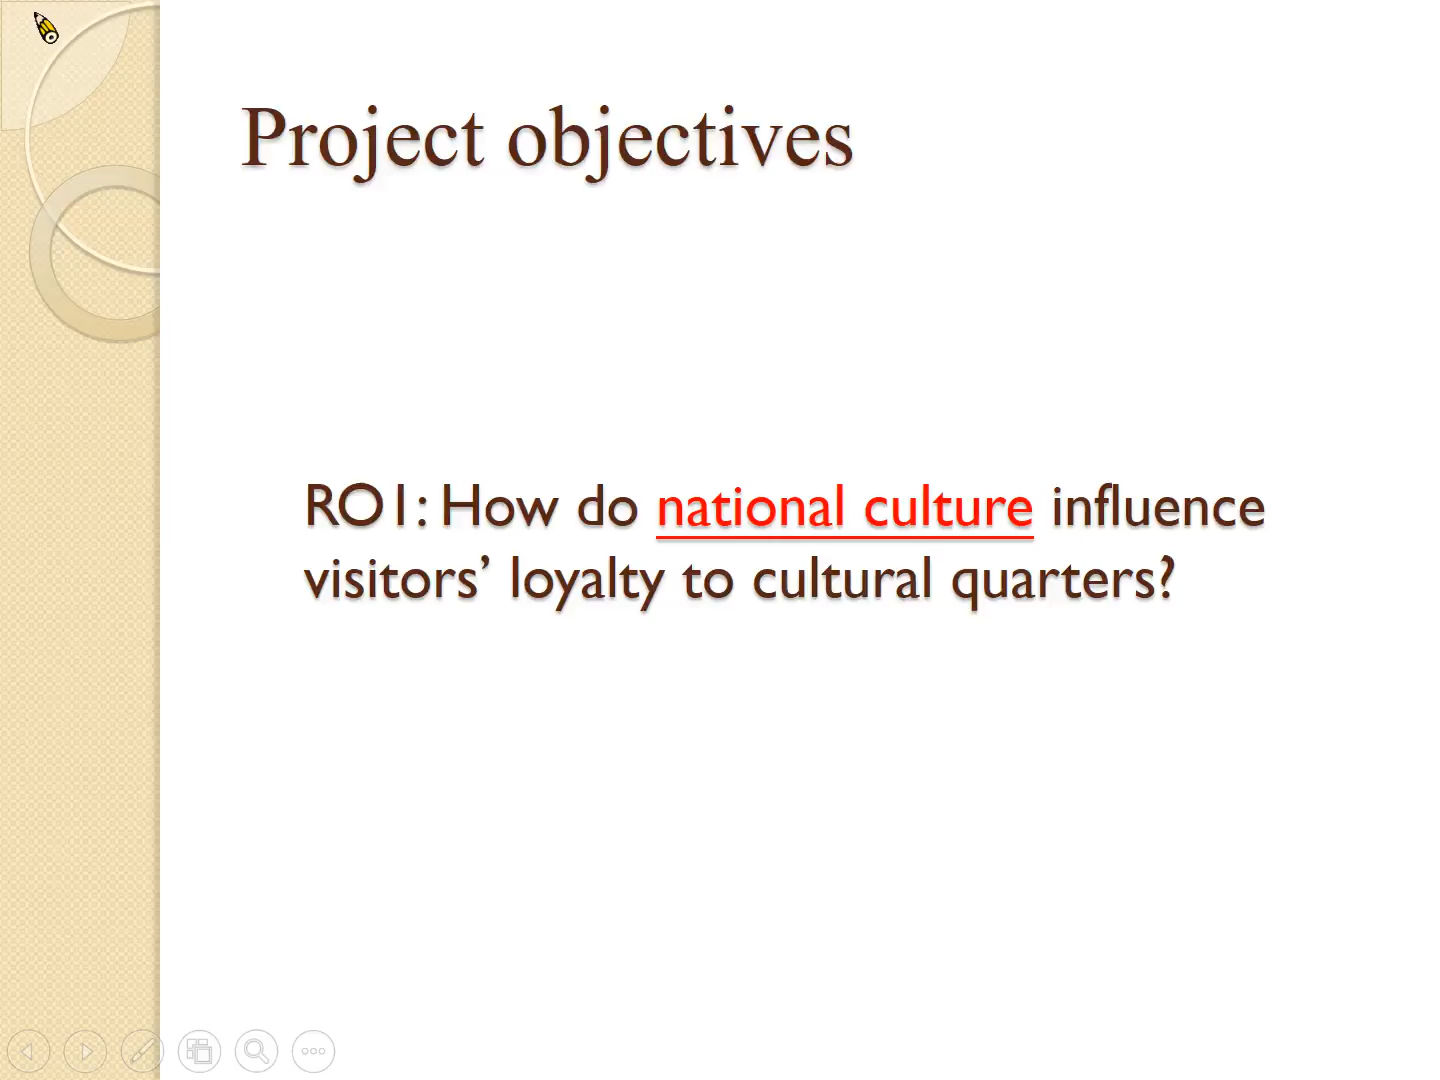 Project objectives
RO1: How do national culture influence
visitors’ loyalty to cultural quarters?